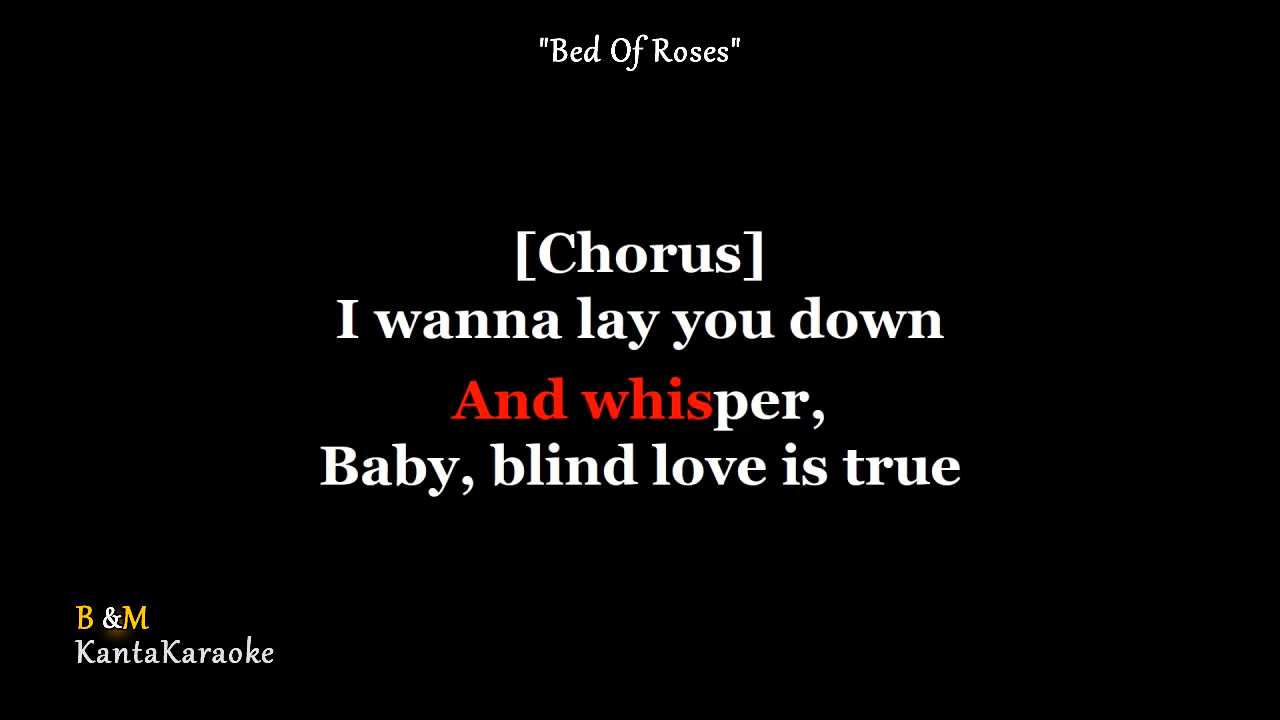 "Bed Of Roses"
[Chorus]
I wanna lay you down
And whisper,
Baby, blind love is true
B &M
KantaKaraoke